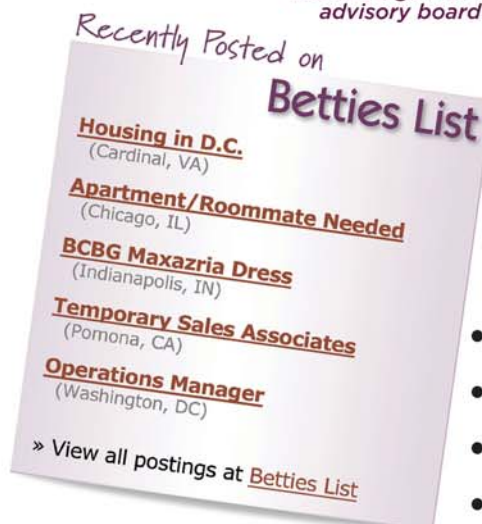 advisory board
Recently Posted on
Betties List
Housing in D.C.
(Cardinal, VA)
Apartment/Roommate Needed
(Chicago, IL)
BCBG Maxazria Dress
(Indianapolis, IN)
Temporary Sales Associates
(Pomona, CA)
Operations Manager
(Washington, DC)
» View all postings at Betties List
•
•
•
•